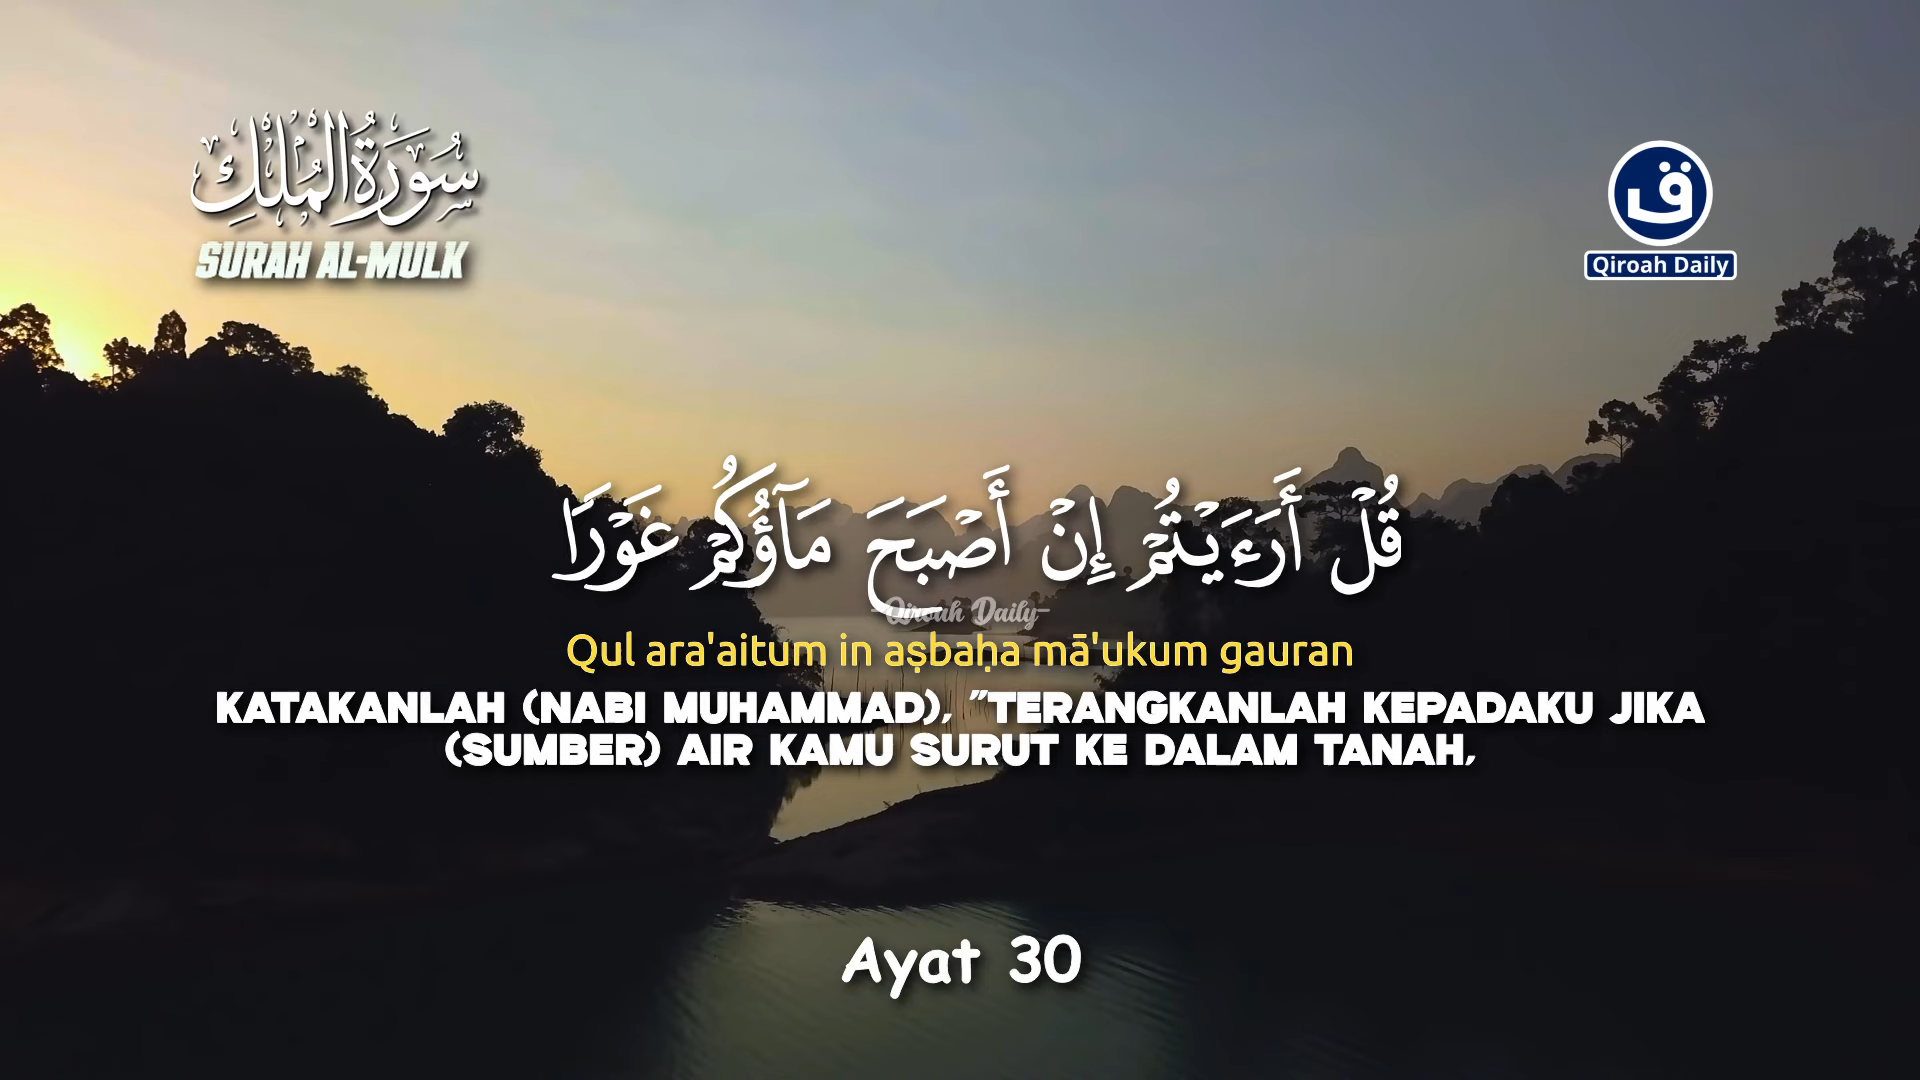 سُورَةُ الْمُلْكِ
SURAH AL-MULK
ق
Qiroah Daily
قُلْ أَرَءَيْتُمْ إِنْ أَصْبَحَ مَآؤُكُمْ غَوْرًا
-Qiroah Daily-
Qul ara'aitum in aṣbaḥa mā'ukum gauran
KATAKANLAH (NABI MUHAMMAD), "TERANGKANLAH KEPADAKU JIKA
(SUMBER) AIR KAMU SURUT KE DALAM TANAH,
Ayat 30